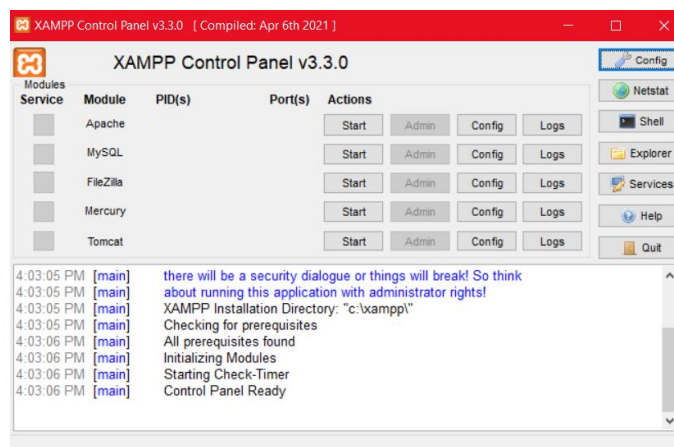 XAMPP Control Panel v3.3.0 [ Compiled: Apr 6th 2021 ]
XAMPP Control Panel v3.3.0
Config
Modules
Service Module PID(s) Port(s) Actions
Netstat
Apache Start Admin Config Logs
Shell
MySQL Start Admin Config Logs
Explorer
FileZilla Start Admin Config Logs
Services
Mercury Start Admin Config Logs
Help
Tomcat Start Admin Config Logs
Quit
4:03:05 PM [main] there will be a security dialogue or things will break! So think
4:03:05 PM [main] about running this application with administrator rights!
4:03:05 PM [main] XAMPP Installation Directory: "c:\xampp\"
4:03:05 PM [main] Checking for prerequisites
4:03:06 PM [main] All prerequisites found
4:03:06 PM [main] Initializing Modules
4:03:06 PM [main] Starting Check-Timer
4:03:06 PM [main] Control Panel Ready